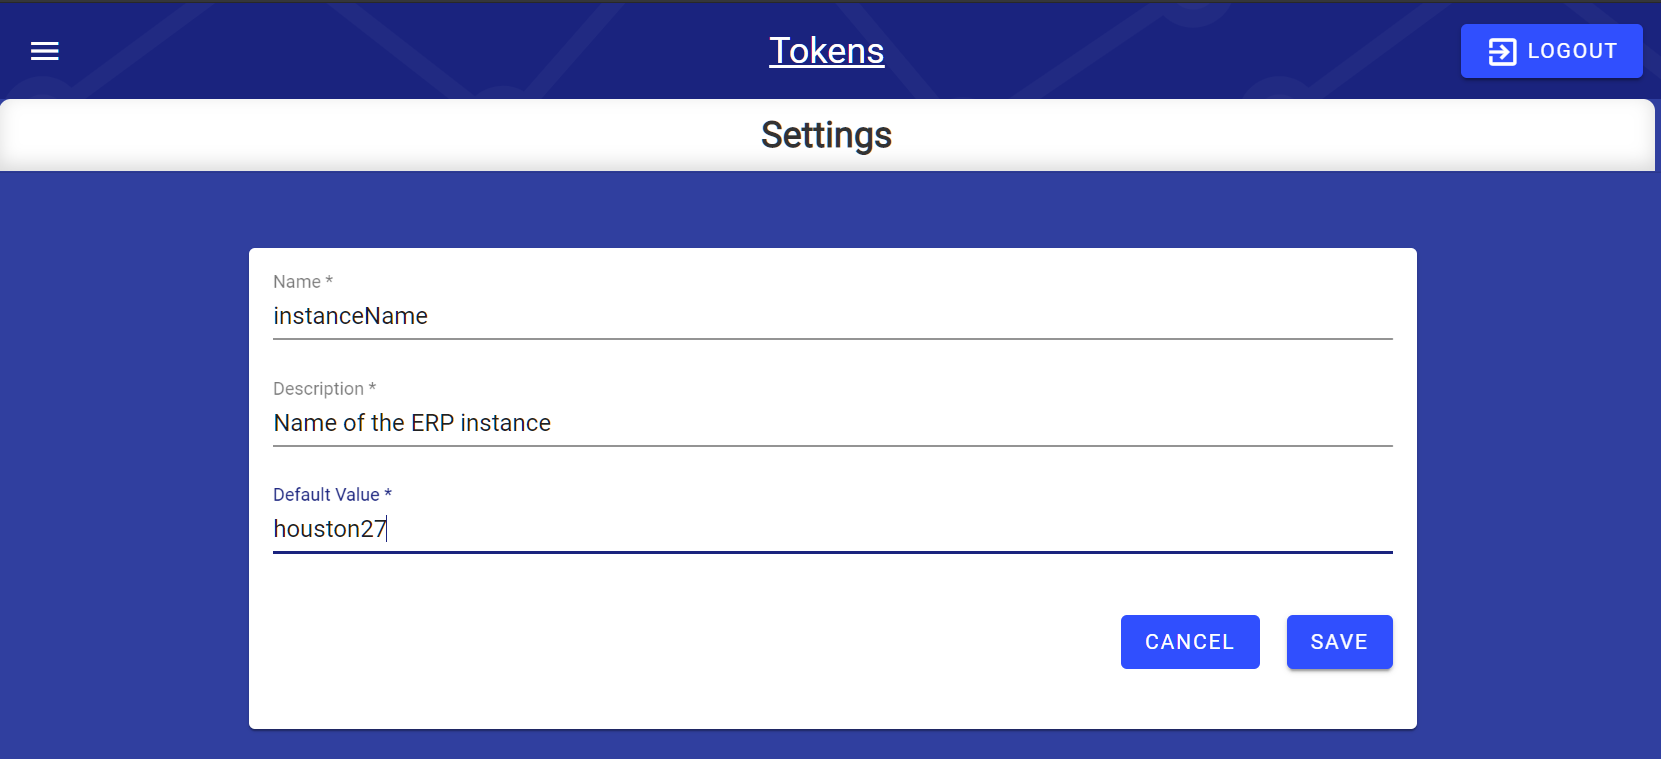 Tokens
LOGOUT
Settings
Name *
instanceName
Description *
Name of the ERP instance
Default Value *
houston27
CANCEL
SAVE